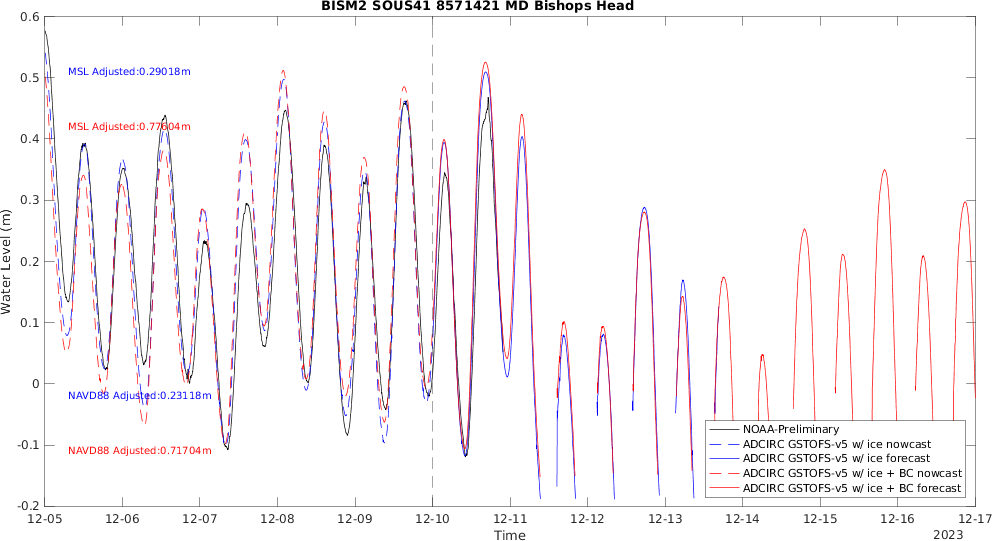 BISM2 SOUS41 8571421 MD Bishops Head
Water Level (m)
0.6
0.5
0.4
0.3
0.2
0.1
0
-0.1
-0.2
MSL Adjusted:0.29018m
MSL Adjusted:0.77604m
NAVD88 Adjusted:0.23118m
NAVD88 Adjusted:0.71704m
NOAA-Preliminary
ADCIRC GSTOFS-v5 w/ ice nowcast
ADCIRC GSTOFS-v5 w/ ice forecast
ADCIRC GSTOFS-v5 w/ ice + BC nowcast
ADCIRC GSTOFS-v5 w/ ice + BC forecast
12-05 12-06 12-07 12-08 12-09 12-10 12-11 12-12 12-13 12-14 12-15 12-16 12-17
Time
2023